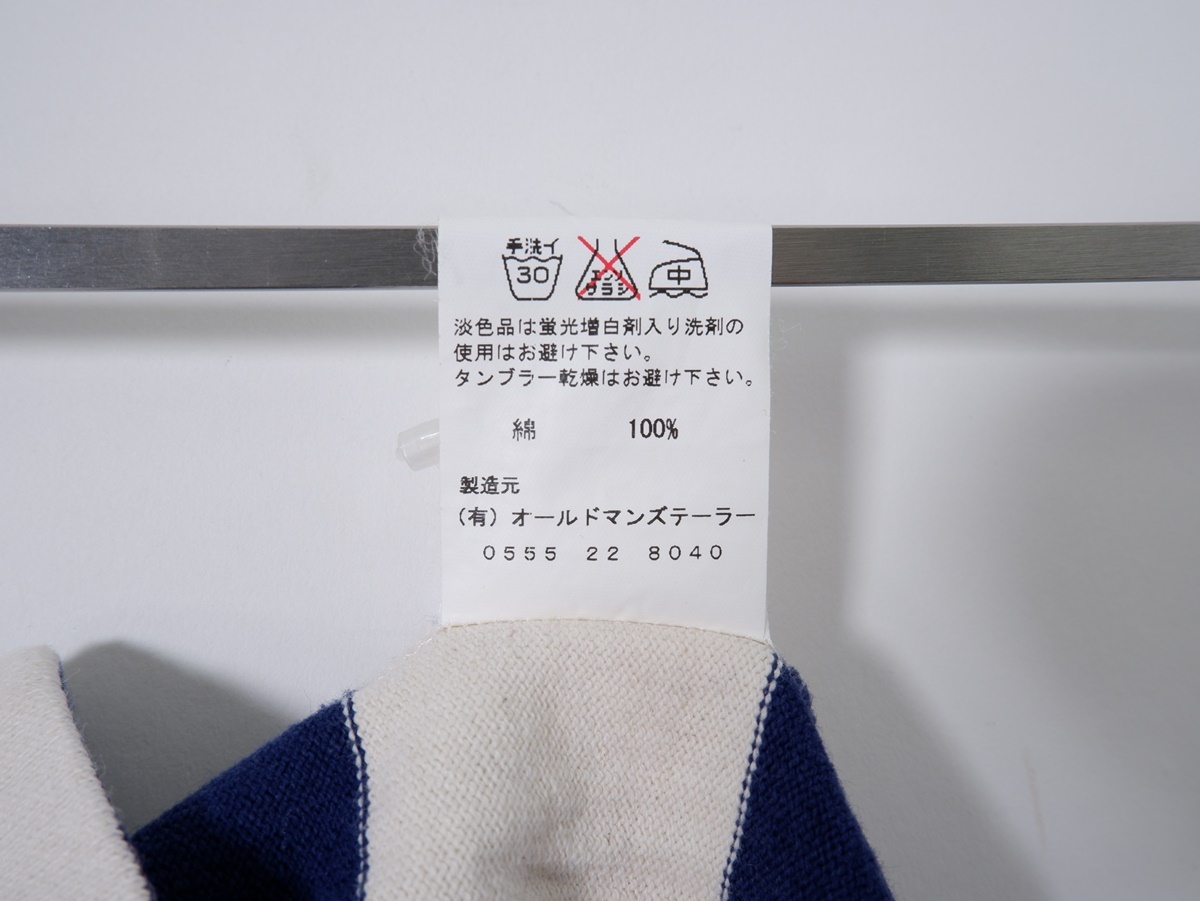 手洗イ
30 エンソ 中
サラシ
淡色品は蛍光増白剤入り洗剤の
使用はお避け下さい。
タンブラー乾燥はお避け下さい。
綿 100%
製造元
(有) オールドマンズテーラー
0555 22 8040